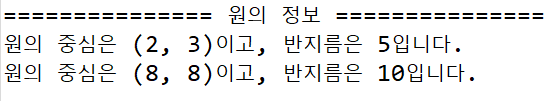 =============== 원의 정보 ===============
원의 중심은 (2, 3)이고, 반지름은 5입니다.
원의 중심은 (8, 8)이고, 반지름은 10입니다.